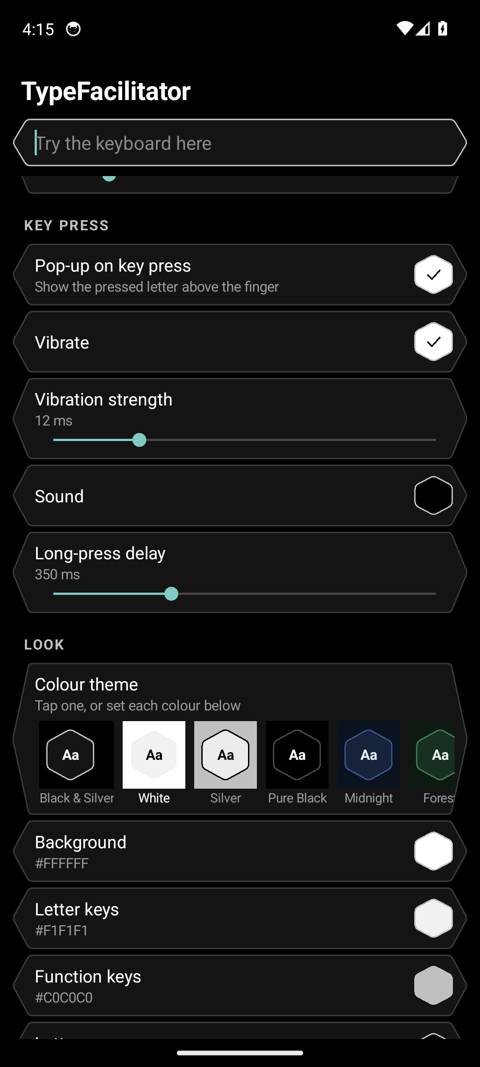 4:15
TypeFacilitator
Try the keyboard here
KEY PRESS
Pop-up on key press
Show the pressed letter above the finger
Vibrate
Vibration strength
12 ms
Sound
Long-press delay
350 ms
LOOK
Colour theme
Tap one, or set each colour below
Aa Aa Aa Aa Aa Aa
Black & Silver White Silver Pure Black Midnight Fores
Background
#FFFFFF
Letter keys
#F1F1F1
Function keys
#C0C0C0